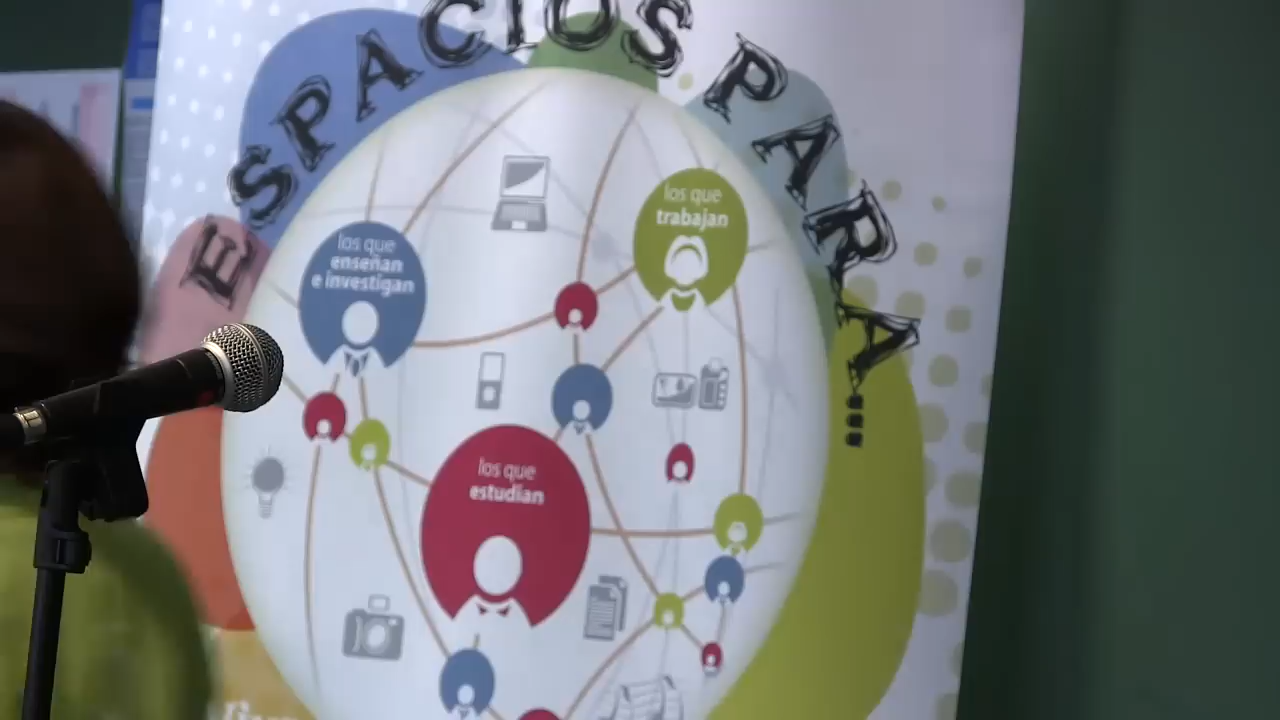 ESPACIOS PARA...
los que
trabajan
los que
enseñan
e investigan
los que
estudian